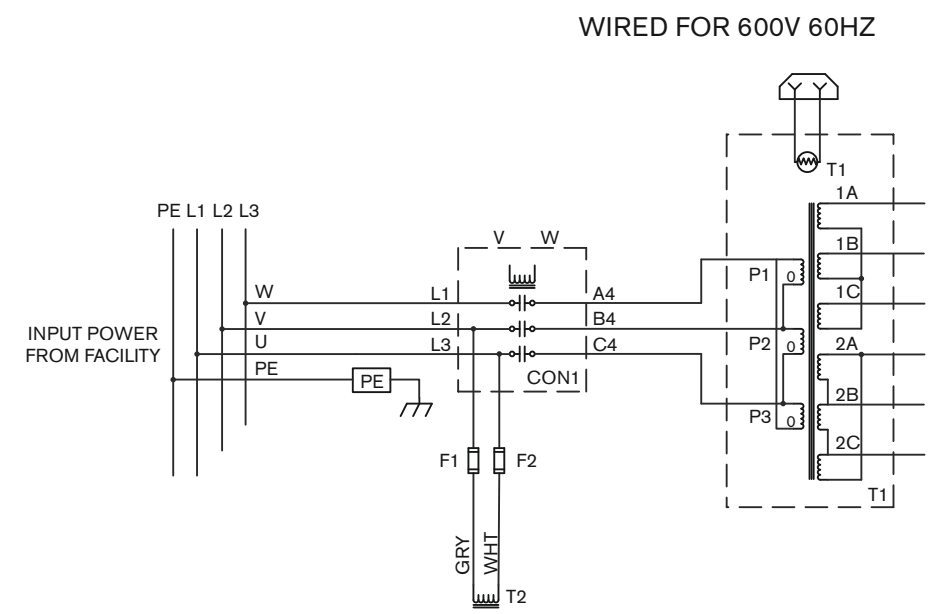 WIRED FOR 600V 60HZ
T1
PE L1 L2 L3
1A
V W
1B
P1
0
W
L1
A4
1C
V
L2
B4
INPUT POWER
FROM FACILITY
U
L3
C4
P2
0
2A
PE
PE
CON1
2B
P3
0
2C
F1
F2
T1
GRY
WHT
T2